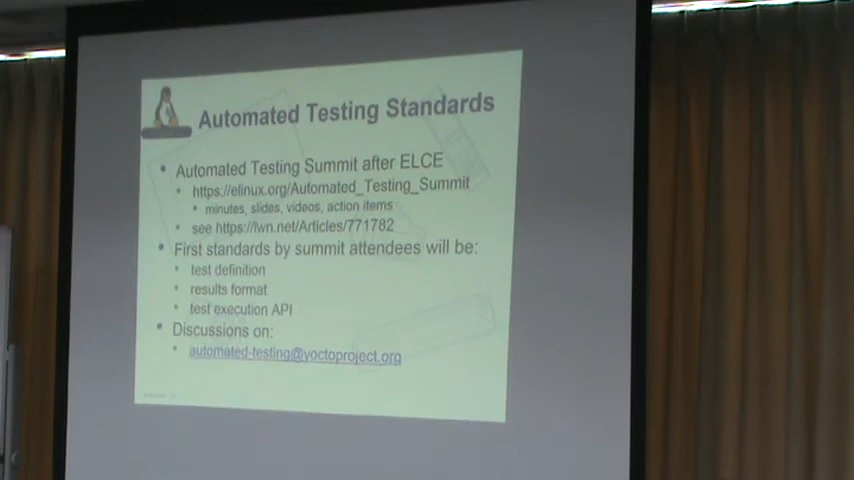 Automated Testing Standards
• Automated Testing Summit after ELCE
• https://elinux.org/Automated_Testing_Summit
• minutes, slides, videos, action items
• see https://lwn.net/Articles/771782
• First standards by summit attendees will be:
• test definition
• results format
• test execution API
• Discussions on:
• automated-testing@yoctoproject.org